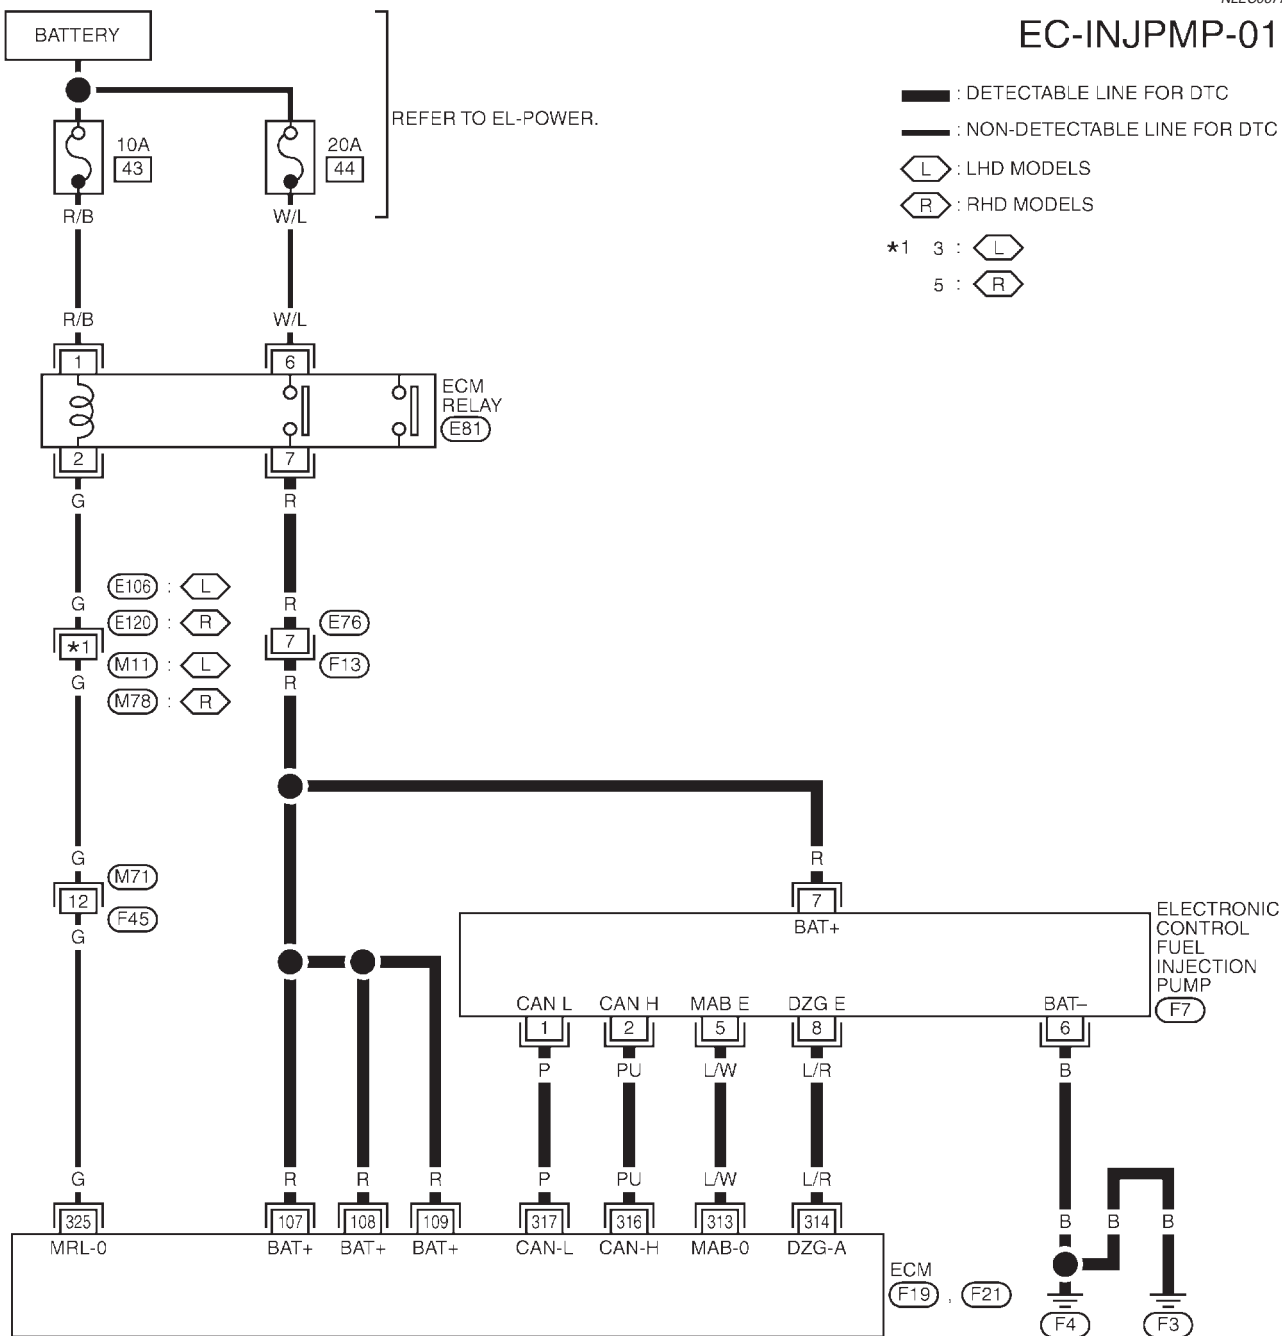 EC-INJPMP-01
BATTERY
REFER TO EL-POWER.
10A
43
20A
44
R/B
W/L
R/B
W/L
: DETECTABLE LINE FOR DTC
: NON-DETECTABLE LINE FOR DTC
L : LHD MODELS
R : RHD MODELS
*1 3 : L
5 : R
1
6
ECM
RELAY
E81
2
7
G
R
E106 : L
E120 : R
G
R
*1
7
E76
F13
M11 : L
M78 : R
G
R
G
M71
12
F45
G
R
7
BAT+
ELECTRONIC
CONTROL
FUEL
INJECTION
PUMP
F7
CAN L
CAN H
MAB E
DZG E
BAT–
1
2
5
8
6
P
PU
L/W
L/R
B
G
R
R
R
P
PU
L/W
L/R
B
B
B
325
107
108
109
317
316
313
314
MRL-0
BAT+
BAT+
BAT+
CAN-L
CAN-H
MAB-0
DZG-A
ECM
F19 , F21
F4
F3